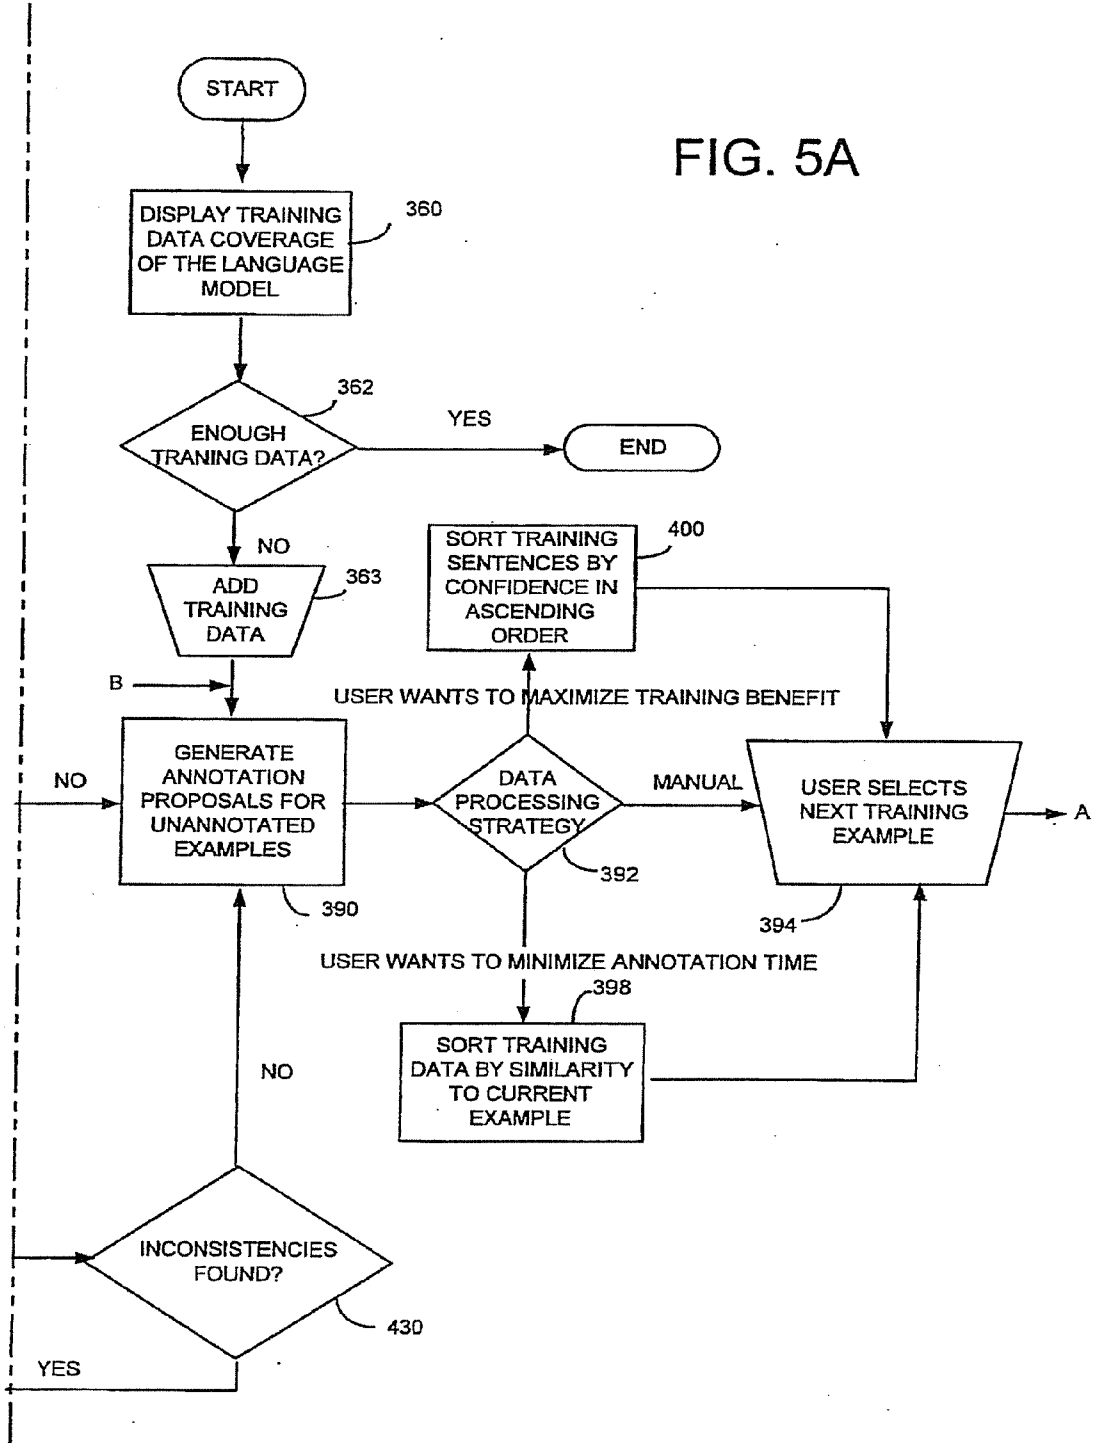 START
FIG. 5A
DISPLAY TRAINING
DATA COVERAGE
OF THE LANGUAGE
MODEL
360
362
ENOUGH
TRANING DATA?
YES
END
NO
363
ADD
TRAINING
DATA
SORT TRAINING
SENTENCES BY
CONFIDENCE IN
ASCENDING
ORDER
400
B
USER WANTS TO MAXIMIZE TRAINING BENEFIT
NO
GENERATE
ANNOTATION
PROPOSALS FOR
UNANNOTATED
EXAMPLES
390
DATA
PROCESSING
STRATEGY
392
MANUAL
USER SELECTS
NEXT TRAINING
EXAMPLE
A
394
USER WANTS TO MINIMIZE ANNOTATION TIME
398
SORT TRAINING
DATA BY SIMILARITY
TO CURRENT
EXAMPLE
NO
INCONSISTENCIES
FOUND?
430
YES